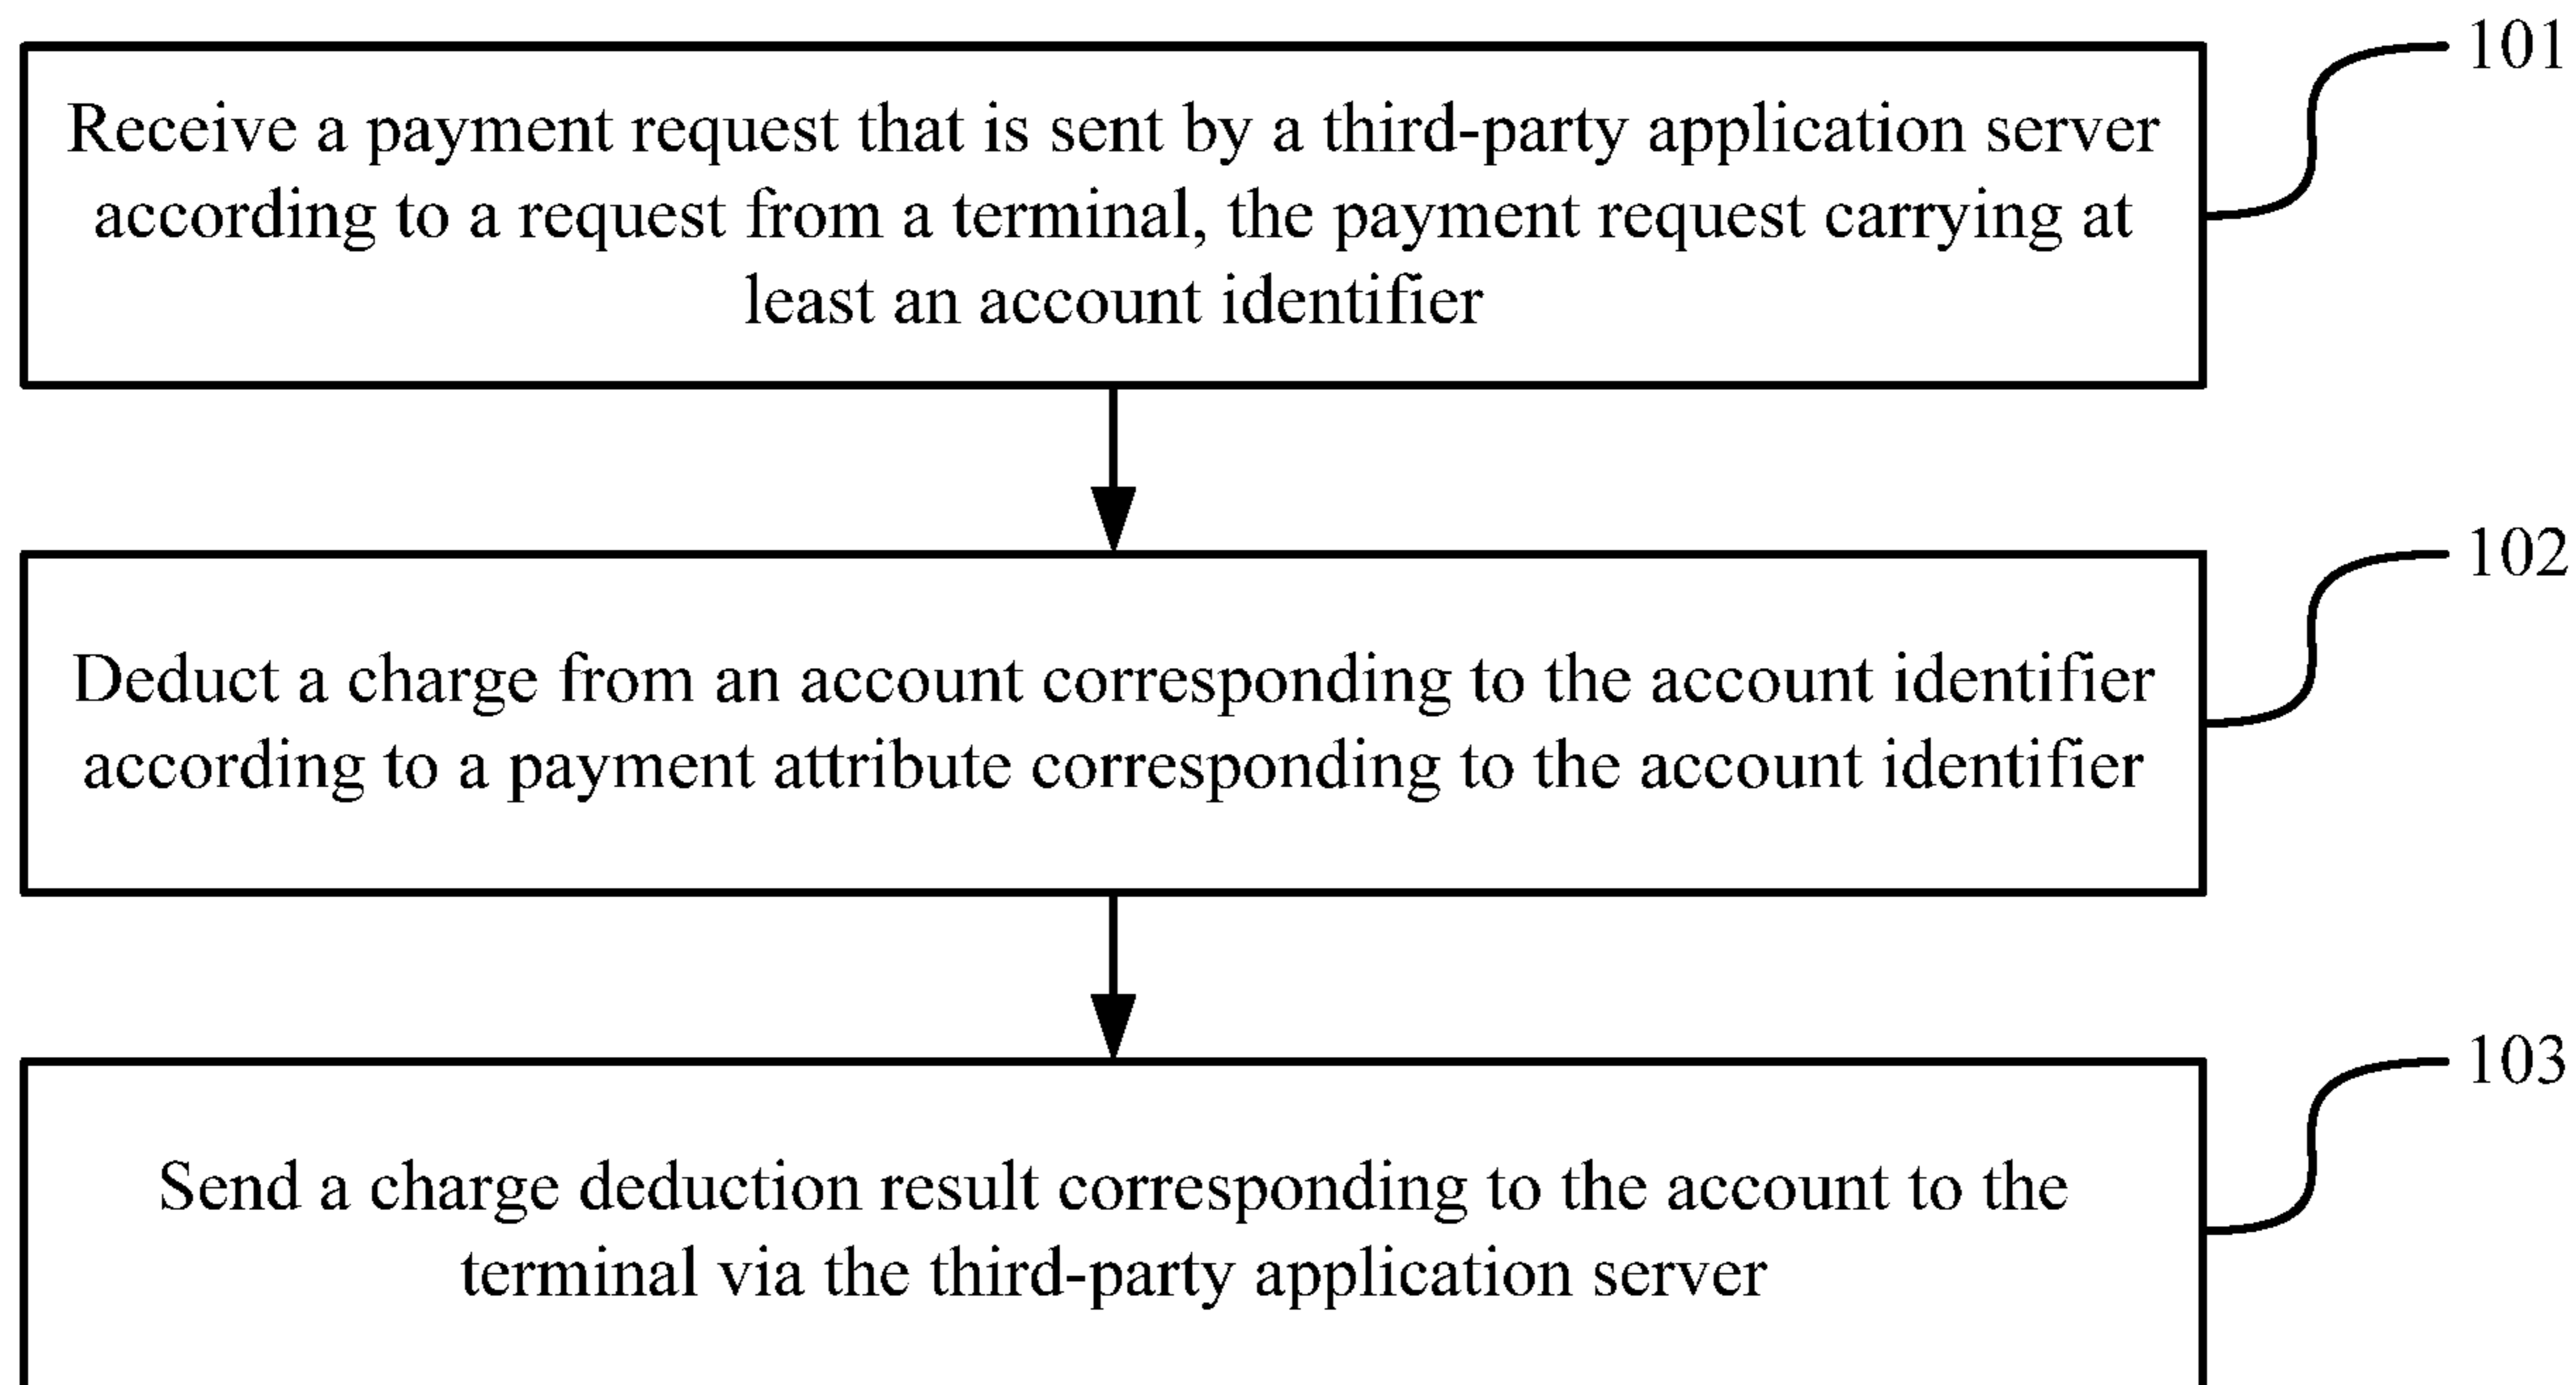 101
Receive a payment request that is sent by a third-party application server
according to a request from a terminal, the payment request carrying at
least an account identifier
102
Deduct a charge from an account corresponding to the account identifier
according to a payment attribute corresponding to the account identifier
103
Send a charge deduction result corresponding to the account to the
terminal via the third-party application server